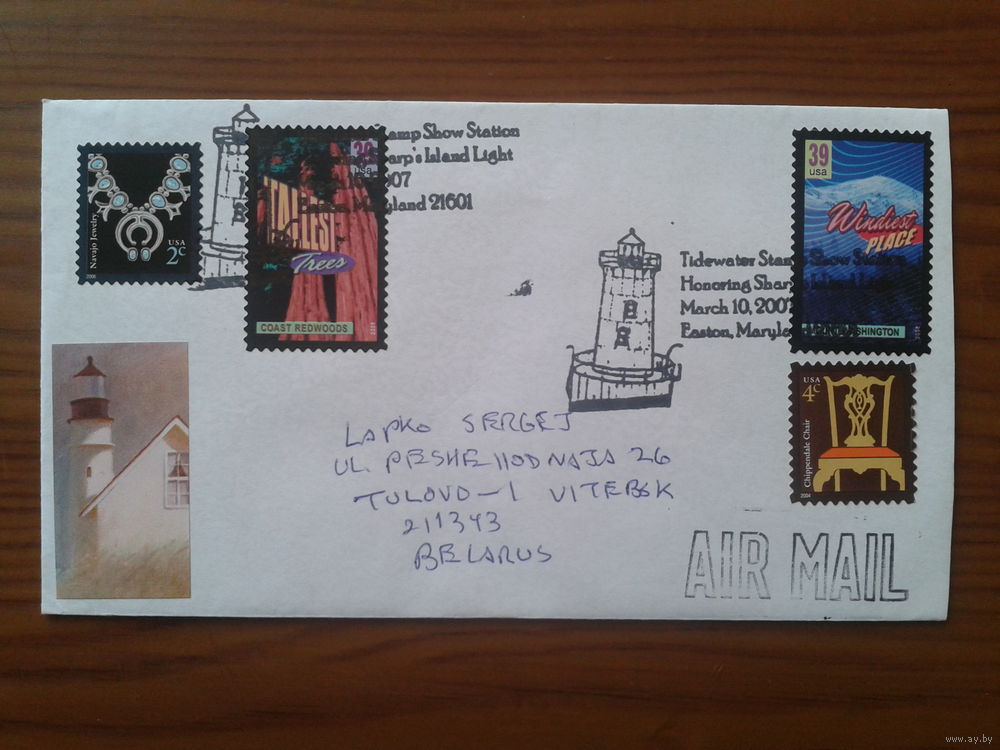 Stamp Show Station
Sharp's Island Light
2007
Easton, Maryland 21601
Navajo Jewelry
USA
2c
2006
39
usa
TALLEST
Trees
COAST REDWOODS
2006
39
usa
Windiest
PLACE
WASHINGTON
Tidewater Stamp Show Station
Honoring Sharp's Island Light
March 10, 2007
Easton, Maryland
USA
4c
Chippendale Chair
2004
LAPKO SERGEJ
UL. PESHEHODNAJA 26
TULOVO-1 VITEBSK
211343
BELARUS
AIR MAIL
www.ay.by